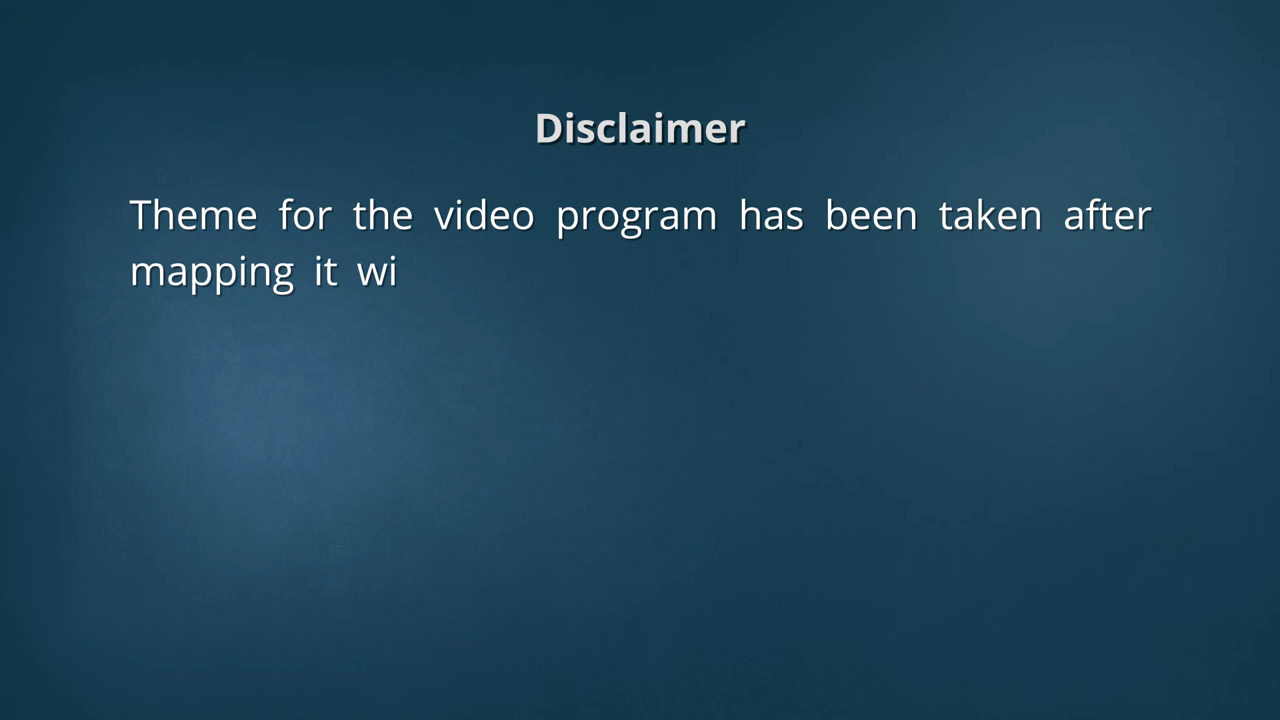 Disclaimer
Theme for the video program has been taken after
mapping it wi